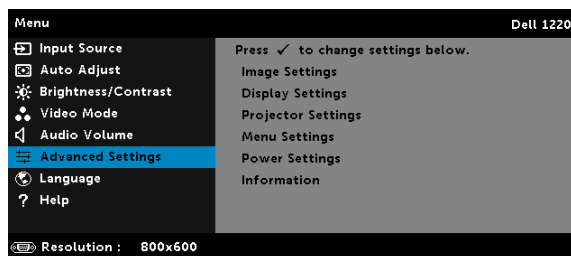 Menu Dell 1220
Input Source
Auto Adjust
Brightness/Contrast
Video Mode
Audio Volume
Advanced Settings
Language
? Help
Press ✓ to change settings below.
Image Settings
Display Settings
Projector Settings
Menu Settings
Power Settings
Information
Resolution : 800x600